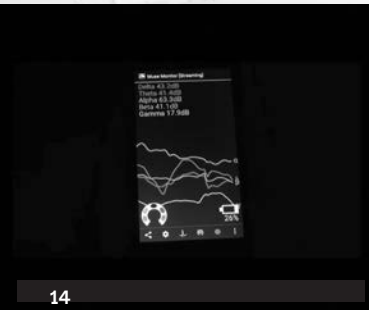 Muse Monitor [Streaming]
Delta 43.2dB
Theta 41.4dB
Alpha 63.3dB
Beta 41.1dB
Gamma 17.9dB
26%
14